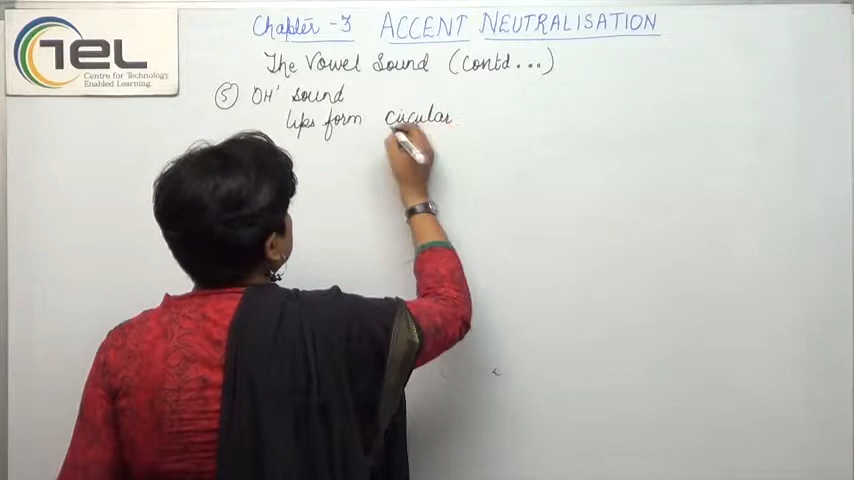 Chapter - 3 ACCENT NEUTRALISATION
The Vowel Sound (Contd...)
TEL
Centre for Technology
Enabled Learning
5 OH' sound
lips form circular